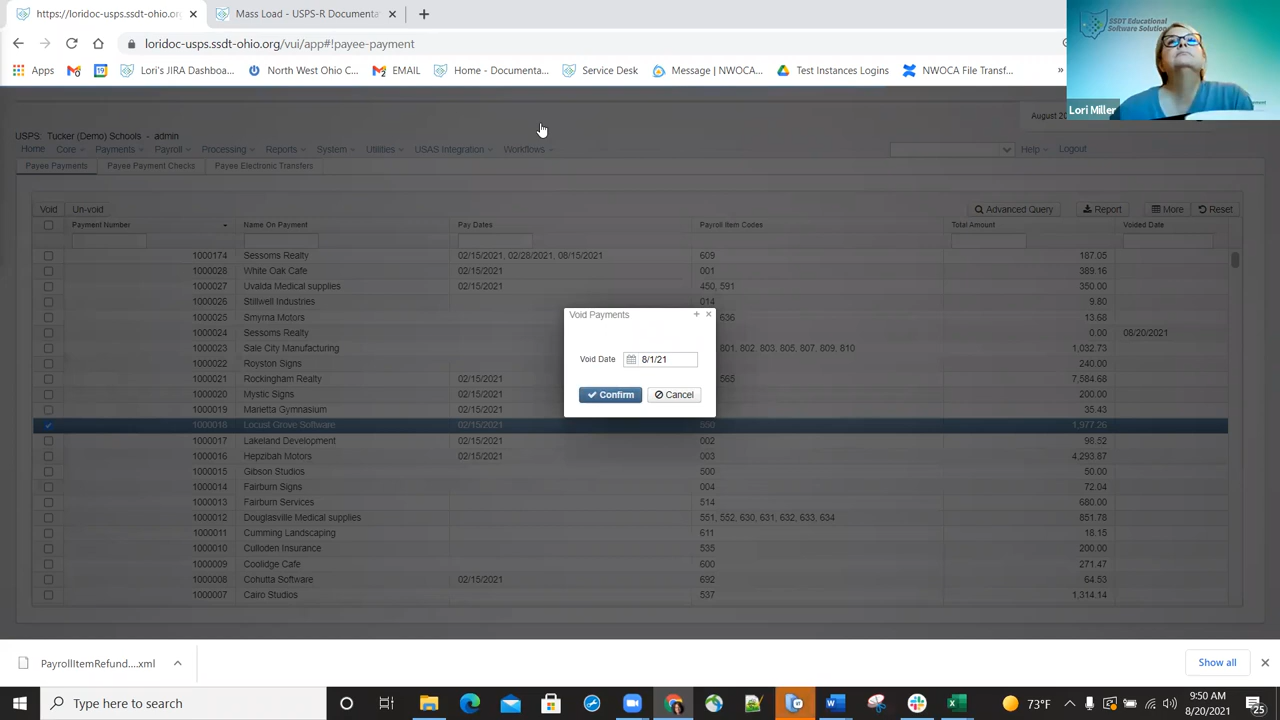 https://loridoc-usps.ssdt-ohio.org/
Mass Load - USPS-R Documenta
loridoc-usps.ssdt-ohio.org/vui/app#!payee-payment
Apps
Lori's JIRA Dashboa...
North West Ohio C...
EMAIL
Home - Documenta...
Service Desk
Message | NWOCA...
Test Instances Logins
NWOCA File Transf...
»
SSDT Educational
Software Solution
Lori Miller
August 20
USPS: Tucker (Demo) Schools - admin
Home Core Payments Payroll Processing Reports System Utilities USAS Integration Workflows Help Logout
Payee Payments Payee Payment Checks Payee Electronic Transfers
Void Un-void Advanced Query Report More Reset
Payment Number Name On Payment Pay Dates Payroll Item Codes Total Amount Voided Date
1000174 Sessoms Realty 02/15/2021, 02/28/2021, 08/15/2021 609 187.05
1000028 White Oak Cafe 02/15/2021 001 389.16
1000027 Uvalda Medical supplies 02/15/2021 450, 591 350.00
1000026 Stillwell Industries 014 9.80
1000025 Smyrna Motors 636 13.68
1000024 Sessoms Realty 0.00 08/20/2021
1000023 Sale City Manufacturing 801, 802, 803, 805, 807, 809, 810 1,032.73
1000022 Royston Signs 240.00
1000021 Rockingham Realty 02/15/2021 565 7,584.68
1000020 Mystic Signs 02/15/2021 200.00
1000019 Marietta Gymnasium 02/15/2021 35.43
1000018 Locust Grove Software 02/15/2021 550 1,977.26
1000017 Lakeland Development 02/15/2021 002 98.52
1000016 Hepzibah Motors 02/15/2021 003 4,293.87
1000015 Gibson Studios 500 50.00
1000014 Fairburn Signs 004 72.04
1000013 Fairburn Services 514 680.00
1000012 Douglasville Medical supplies 551, 552, 630, 631, 632, 633, 634 851.78
1000011 Cumming Landscaping 611 18.15
1000010 Culloden Insurance 535 200.00
1000009 Coolidge Cafe 600 271.47
1000008 Cohutta Software 02/15/2021 692 64.53
1000007 Cairo Studios 537 1,314.14
Void Payments
Void Date 8/1/21
Confirm Cancel
PayrollItemRefund....xml
Show all
Type here to search
73°F
9:50 AM
8/20/2021
25